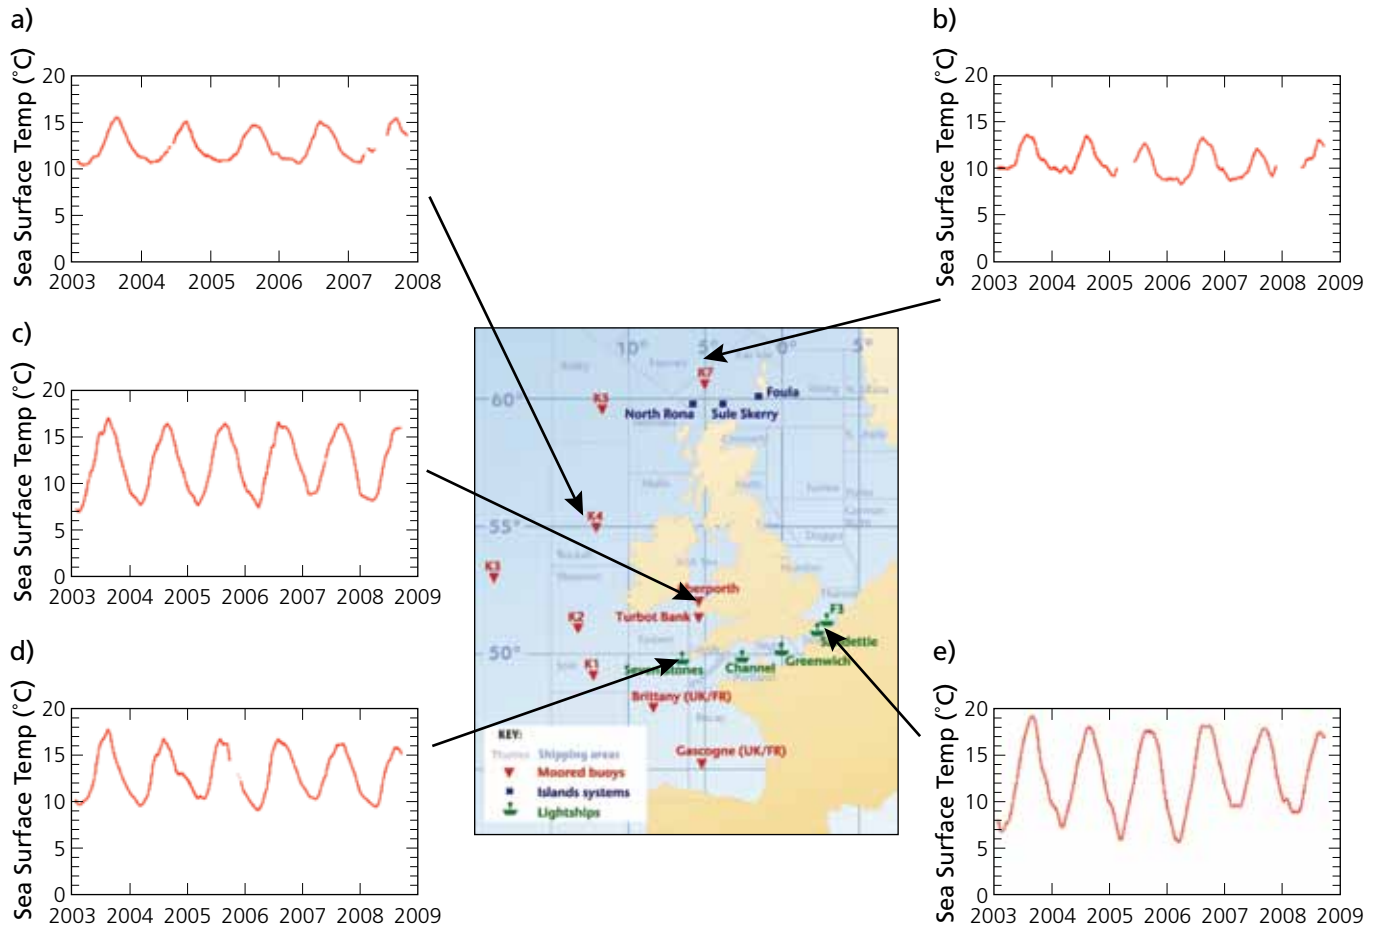 a)
Sea Surface Temp (°C)
20
15
10
5
0
2003 2004 2005 2006 2007 2008
b)
Sea Surface Temp (°C)
20
15
10
5
0
2003 2004 2005 2006 2007 2008 2009
c)
Sea Surface Temp (°C)
20
15
10
5
0
2003 2004 2005 2006 2007 2008 2009
10° 5° 0° 5°
K7
K5
60°
Foula
North Rona
Sule Skerry
K4
55°
K3
Turbot Bank
K2
F3
50°
K1
Channel
Greenwich
Brittany (UK/FR)
Gascogne (UK/FR)
KEY:
Thames Shipping areas
Moored buoys
Islands systems
Lightships
d)
Sea Surface Temp (°C)
20
15
10
5
0
2003 2004 2005 2006 2007 2008 2009
e)
Sea Surface Temp (°C)
20
15
10
5
0
2003 2004 2005 2006 2007 2008 2009